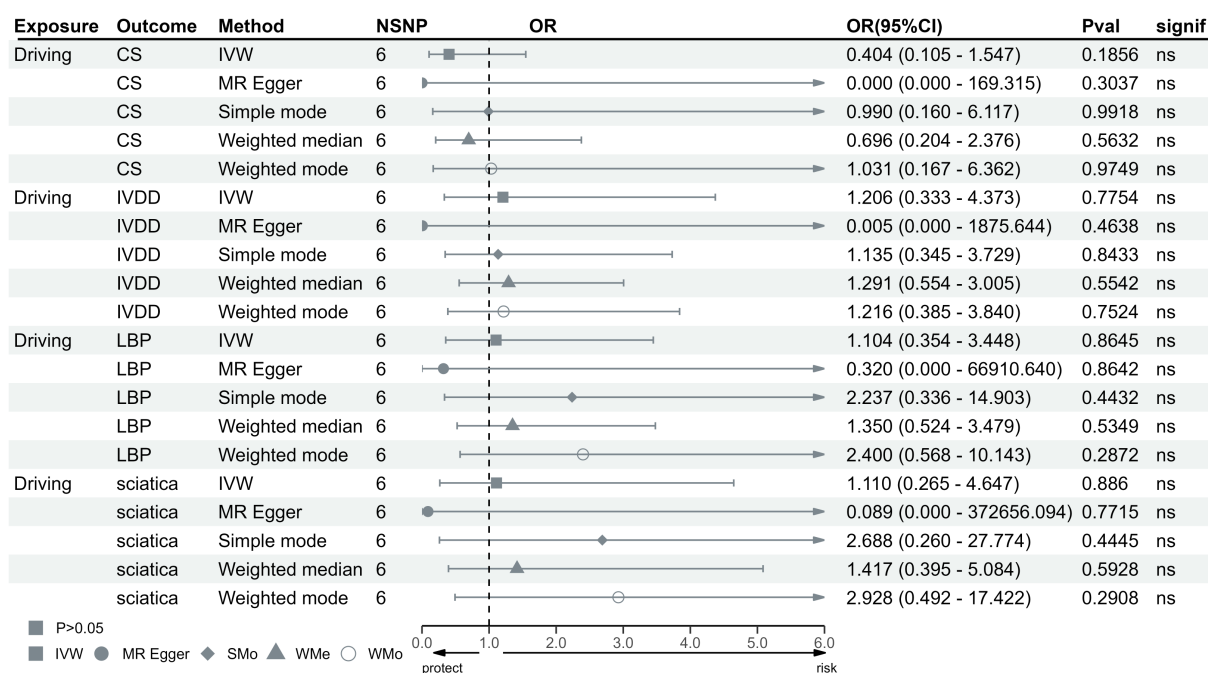 Exposure Outcome Method NSNP OR OR(95%CI) Pval signif
Driving CS IVW 6 0.404 (0.105 - 1.547) 0.1856 ns
CS MR Egger 6 0.000 (0.000 - 169.315) 0.3037 ns
CS Simple mode 6 0.990 (0.160 - 6.117) 0.9918 ns
CS Weighted median 6 0.696 (0.204 - 2.376) 0.5632 ns
CS Weighted mode 6 1.031 (0.167 - 6.362) 0.9749 ns
Driving IVDD IVW 6 1.206 (0.333 - 4.373) 0.7754 ns
IVDD MR Egger 6 0.005 (0.000 - 1875.644) 0.4638 ns
IVDD Simple mode 6 1.135 (0.345 - 3.729) 0.8433 ns
IVDD Weighted median 6 1.291 (0.554 - 3.005) 0.5542 ns
IVDD Weighted mode 6 1.216 (0.385 - 3.840) 0.7524 ns
Driving LBP IVW 6 1.104 (0.354 - 3.448) 0.8645 ns
LBP MR Egger 6 0.320 (0.000 - 66910.640) 0.8642 ns
LBP Simple mode 6 2.237 (0.336 - 14.903) 0.4432 ns
LBP Weighted median 6 1.350 (0.524 - 3.479) 0.5349 ns
LBP Weighted mode 6 2.400 (0.568 - 10.143) 0.2872 ns
Driving sciatica IVW 6 1.110 (0.265 - 4.647) 0.886 ns
sciatica MR Egger 6 0.089 (0.000 - 372656.094) 0.7715 ns
sciatica Simple mode 6 2.688 (0.260 - 27.774) 0.4445 ns
sciatica Weighted median 6 1.417 (0.395 - 5.084) 0.5928 ns
sciatica Weighted mode 6 2.928 (0.492 - 17.422) 0.2908 ns
P>0.05
0.0 1.0 2.0 3.0 4.0 5.0 6.0
IVW MR Egger SMo WMe WMo
protect risk